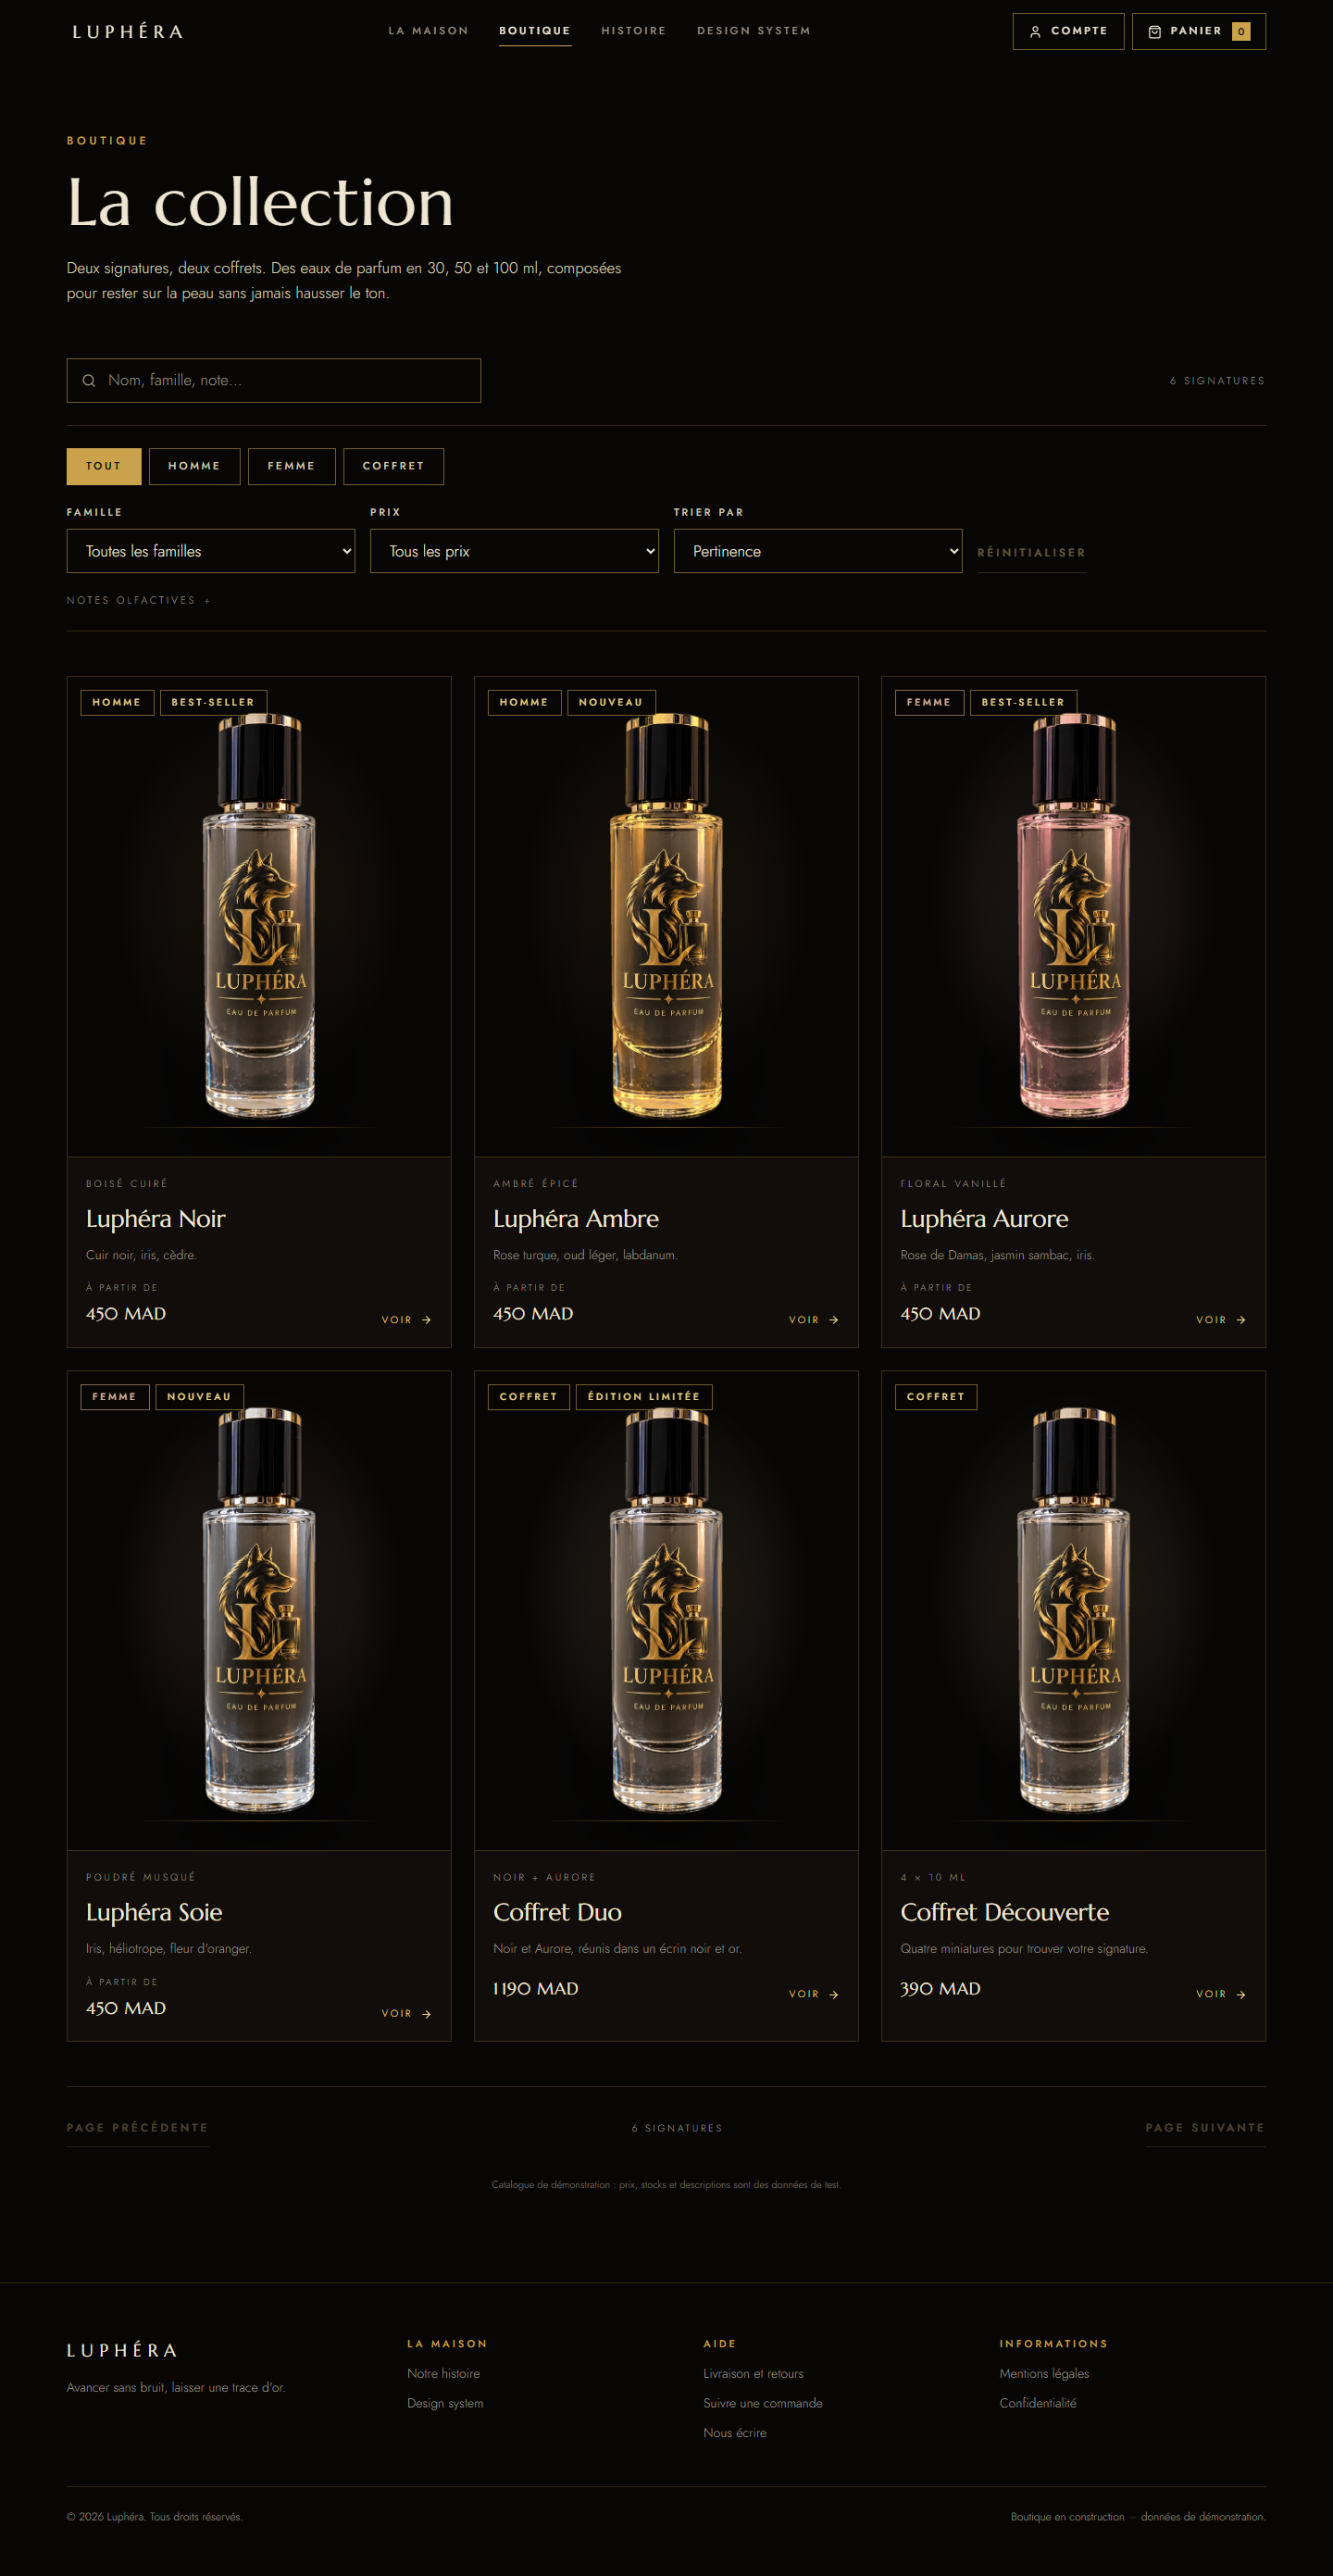 LUPHÉRA
LA MAISON BOUTIQUE HISTOIRE DESIGN SYSTEM
COMPTE
PANIER 0
BOUTIQUE
La collection
Deux signatures, deux coffrets. Des eaux de parfum en 30, 50 et 100 ml, composées
pour rester sur la peau sans jamais hausser le ton.
Nom, famille, note...
6 SIGNATURES
TOUT HOMME FEMME COFFRET
FAMILLE PRIX TRIER PAR
Toutes les familles Tous les prix Pertinence RÉINITIALISER
NOTES OLFACTIVES +
HOMME BEST-SELLER
L
LUPHÉRA
EAU DE PARFUM
BOISÉ CUIRÉ
Luphéra Noir
Cuir noir, iris, cèdre.
À PARTIR DE
450 MAD
VOIR →
HOMME NOUVEAU
L
LUPHÉRA
EAU DE PARFUM
AMBRÉ ÉPICÉ
Luphéra Ambre
Rose turque, oud léger, labdanum.
À PARTIR DE
450 MAD
VOIR →
FEMME BEST-SELLER
L
LUPHÉRA
EAU DE PARFUM
FLORAL VANILLÉ
Luphéra Aurore
Rose de Damas, jasmin sambac, iris.
À PARTIR DE
450 MAD
VOIR →
FEMME NOUVEAU
L
LUPHÉRA
EAU DE PARFUM
POUDRÉ MUSQUÉ
Luphéra Soie
Iris, héliotrope, fleur d'oranger.
À PARTIR DE
450 MAD
VOIR →
COFFRET ÉDITION LIMITÉE
L
LUPHÉRA
EAU DE PARFUM
NOIR + AURORE
Coffret Duo
Noir et Aurore, réunis dans un écrin noir et or.
1 190 MAD
VOIR →
COFFRET
L
LUPHÉRA
EAU DE PARFUM
4 × 10 ML
Coffret Découverte
Quatre miniatures pour trouver votre signature.
390 MAD
VOIR →
PAGE PRÉCÉDENTE 6 SIGNATURES PAGE SUIVANTE
Catalogue de démonstration : prix, stocks et descriptions sont des données de test.
LUPHÉRA
Avancer sans bruit, laisser une trace d'or.
LA MAISON
Notre histoire
Design system
AIDE
Livraison et retours
Suivre une commande
Nous écrire
INFORMATIONS
Mentions légales
Confidentialité
© 2026 Luphéra. Tous droits réservés.
Boutique en construction — données de démonstration.